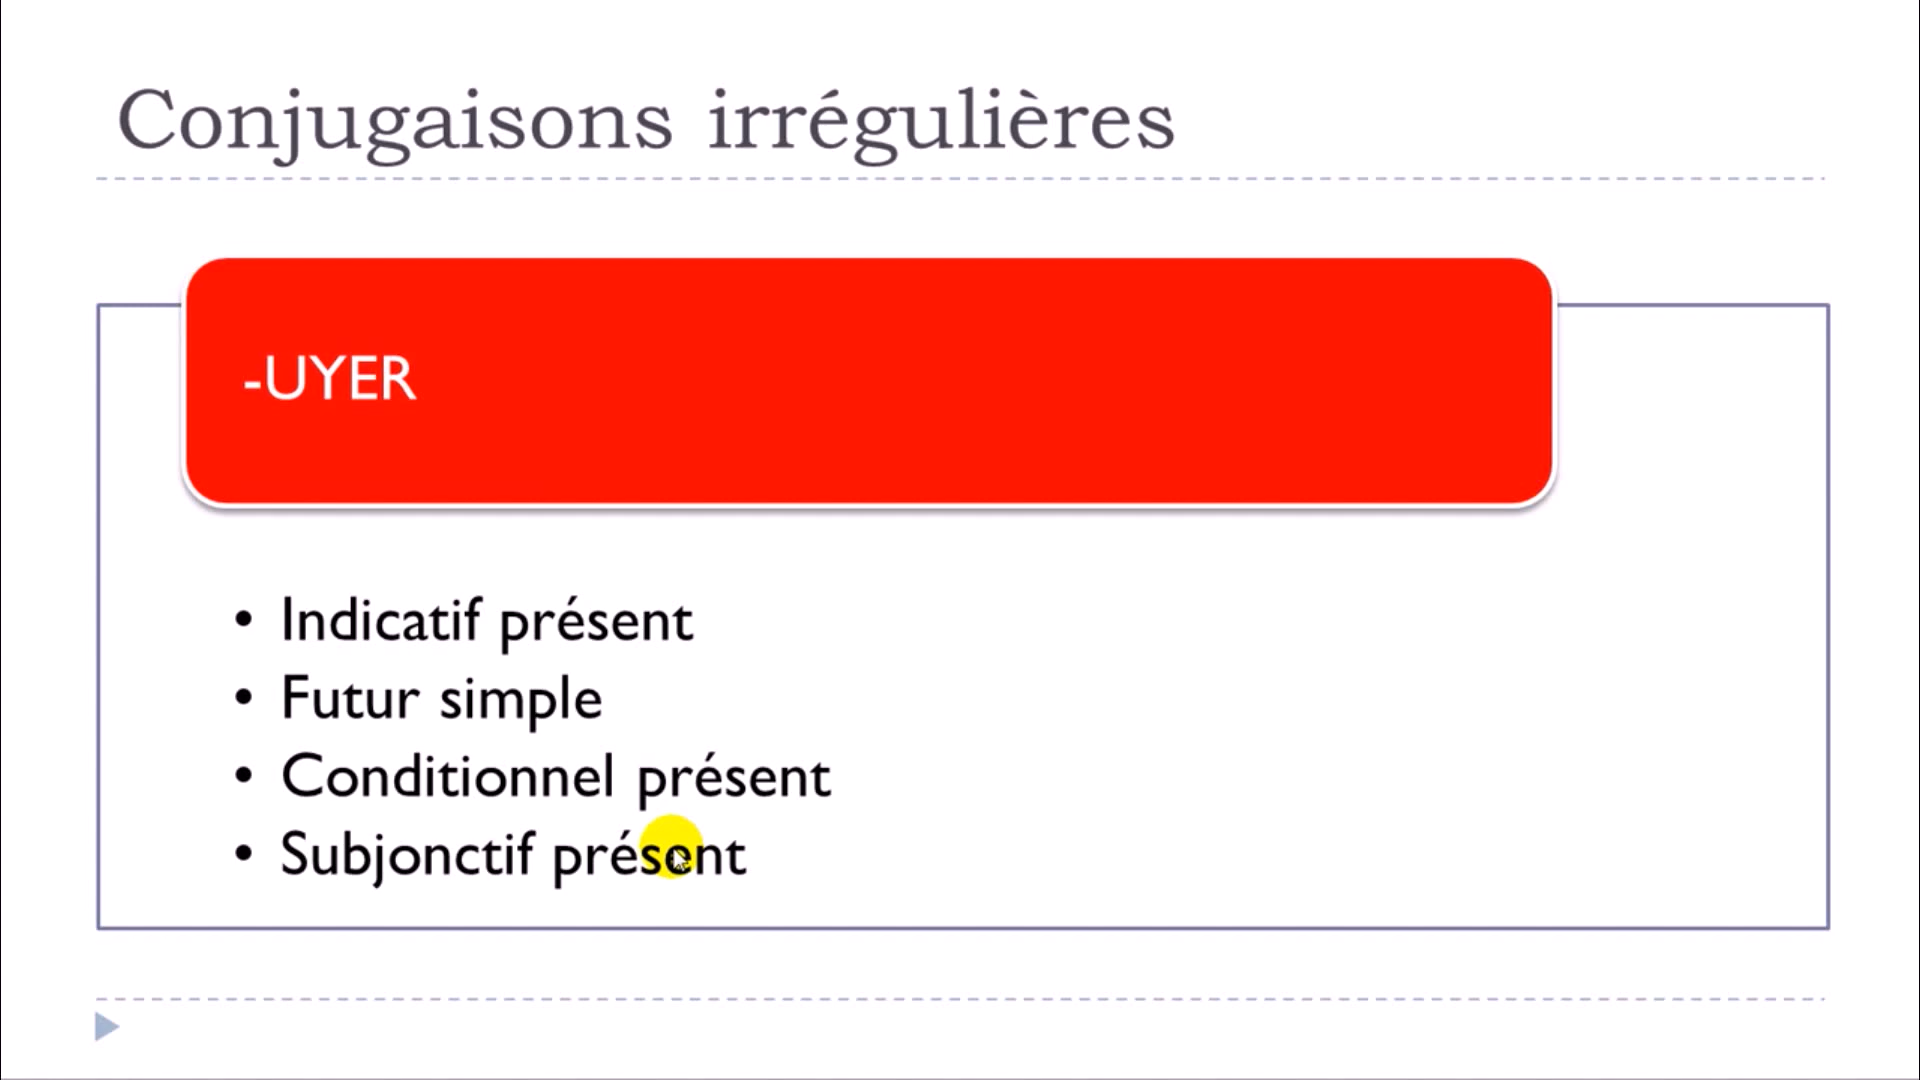 Conjugaisons irrégulières
-UYER
• Indicatif présent
• Futur simple
• Conditionnel présent
• Subjonctif présent